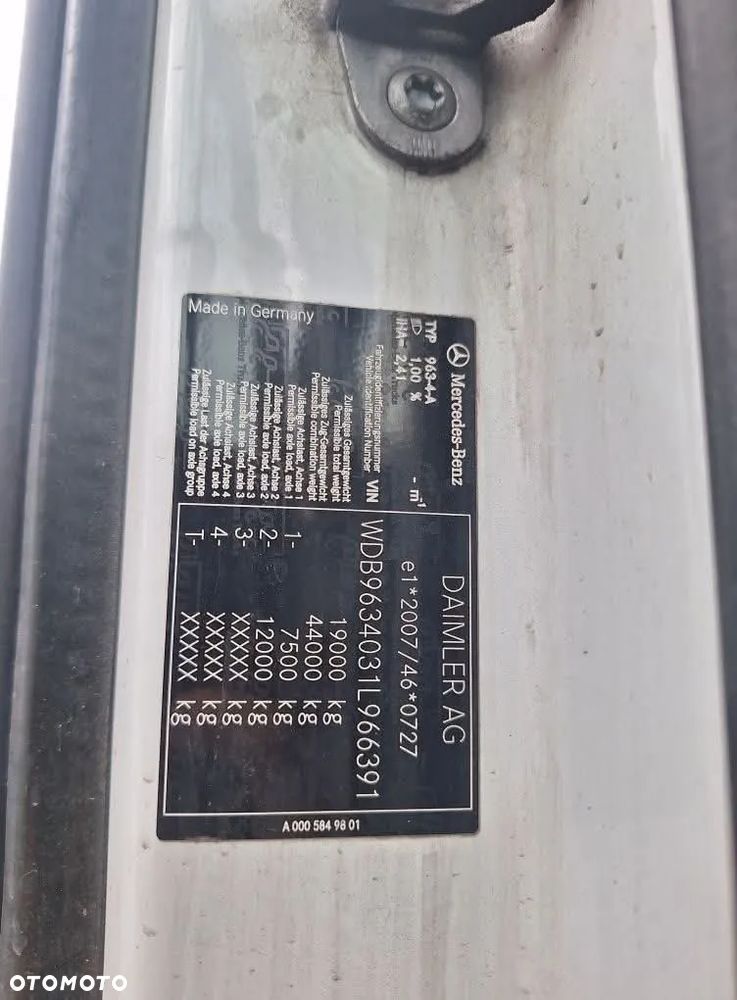 Mercedes-Benz
DAIMLER AG
TYP 963-4-A
e1*2007/46*0727
1,00 %
- m⁻¹
IHA = 2,41
Fahrzeugidentifizierungsnummer
Vehicle Identification Number
VIN
WDB9634031L966391
Zulässiges Gesamtgewicht
Permissible total weight
19000 kg
Zulässiges Zug-Gesamtgewicht
Permissible combination weight
44000 kg
Zulässige Achslast, Achse 1
Permissible axle load, axle 1
1- 7500 kg
Zulässige Achslast, Achse 2
Permissible axle load, axle 2
2- 12000 kg
Zulässige Achslast, Achse 3
Permissible axle load, axle 3
3- XXXXX kg
Zulässige Achslast, Achse 4
Permissible axle load, axle 4
4- XXXXX kg
Zulässige Last der Achsgruppe
Permissible load on axle group
T- XXXXX kg
Made in Germany
A 000 584 98 01
OTOMOTO